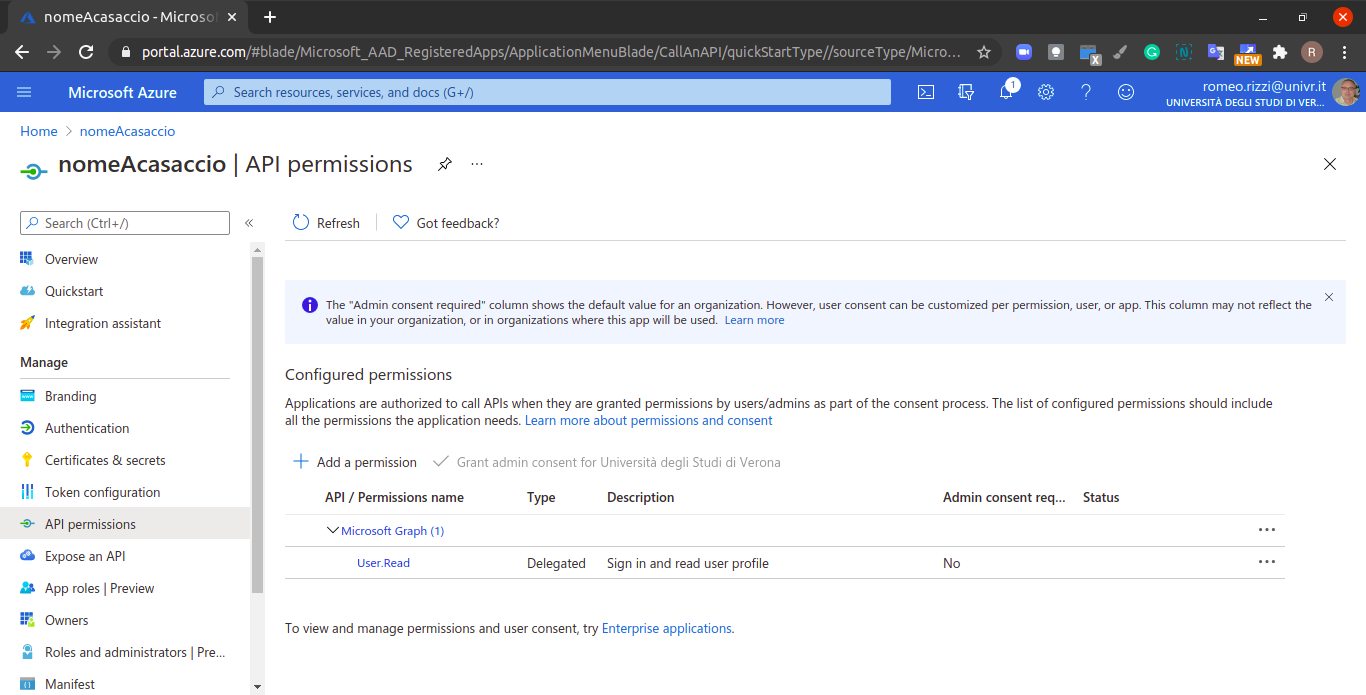 nomeAcasaccio - Microsof
portal.azure.com/#blade/Microsoft_AAD_RegisteredApps/ApplicationMenuBlade/CallAnAPI/quickStartType//sourceType/Micro...
X
NEW
R
Microsoft Azure
Search resources, services, and docs (G+/)
1
romeo.rizzi@univr.it
UNIVERSITÀ DEGLI STUDI DI VER...
Home > nomeAcasaccio
nomeAcasaccio | API permissions
Search (Ctrl+/)
Refresh
Got feedback?
Overview
Quickstart
Integration assistant
Manage
Branding
Authentication
Certificates & secrets
Token configuration
API permissions
Expose an API
App roles | Preview
Owners
Roles and administrators | Pre...
Manifest
The "Admin consent required" column shows the default value for an organization. However, user consent can be customized per permission, user, or app. This column may not reflect the
value in your organization, or in organizations where this app will be used. Learn more
Configured permissions
Applications are authorized to call APIs when they are granted permissions by users/admins as part of the consent process. The list of configured permissions should include
all the permissions the application needs. Learn more about permissions and consent
Add a permission
Grant admin consent for Università degli Studi di Verona
API / Permissions name Type Description Admin consent req... Status
Microsoft Graph (1)
User.Read Delegated Sign in and read user profile No
To view and manage permissions and user consent, try Enterprise applications.